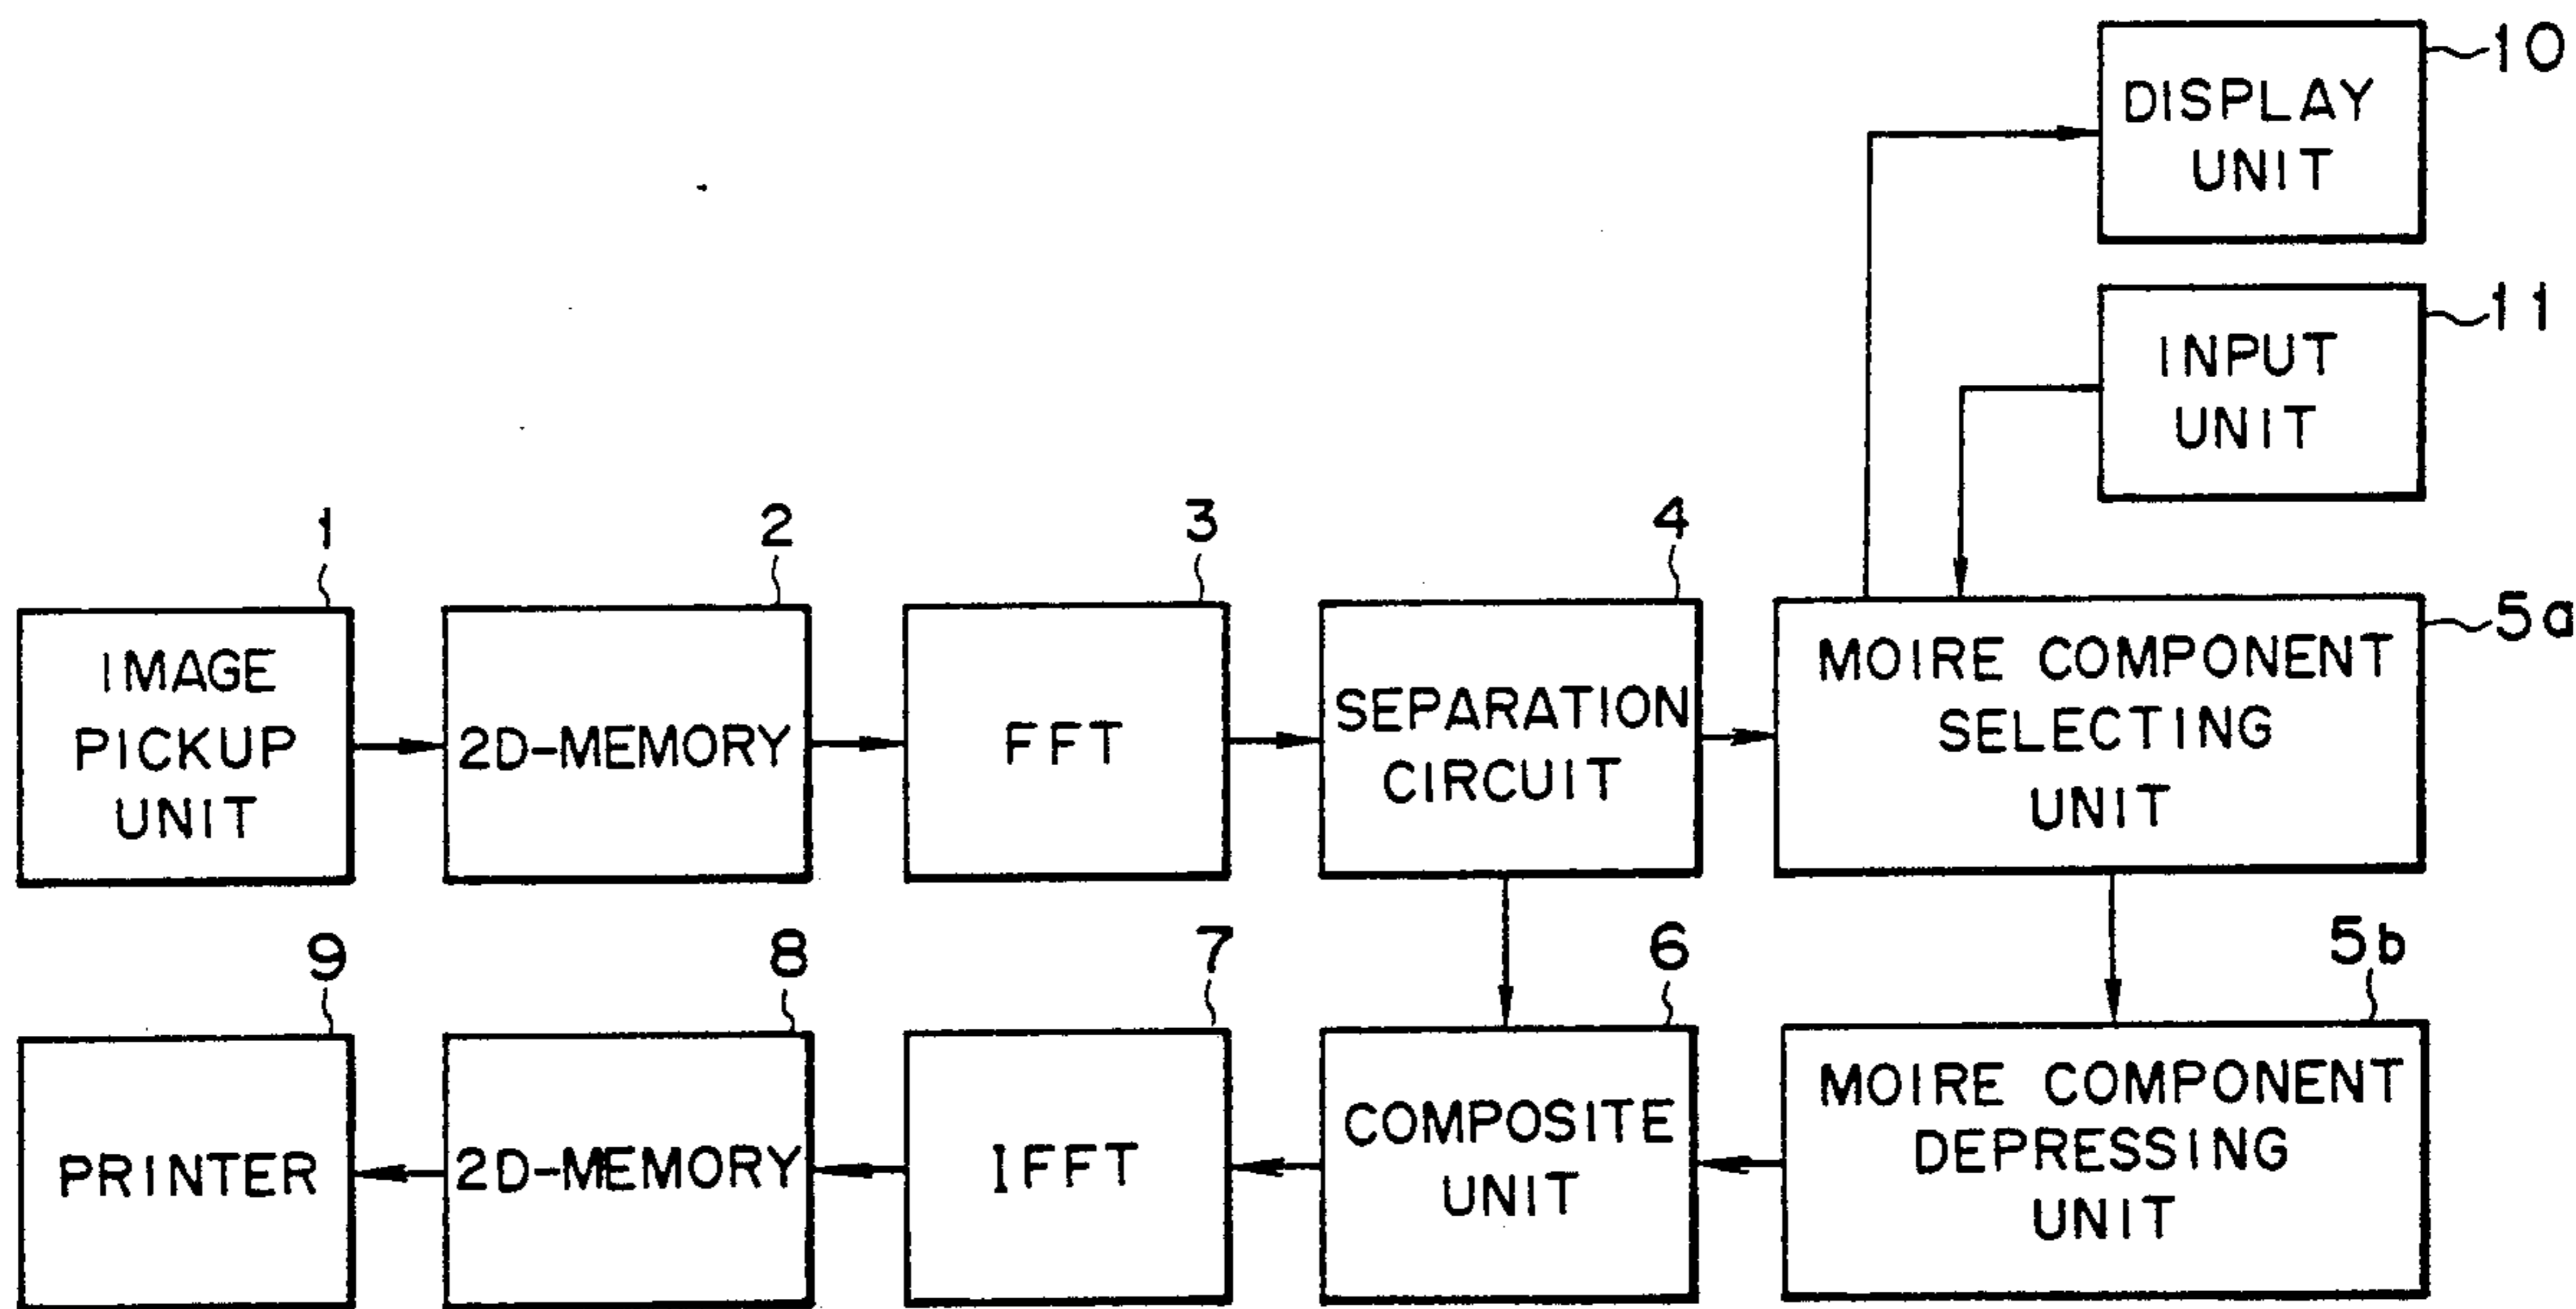 10
DISPLAY
UNIT
11
INPUT
UNIT
1
IMAGE
PICKUP
UNIT
2
2D-MEMORY
3
FFT
4
SEPARATION
CIRCUIT
5a
MOIRE COMPONENT
SELECTING
UNIT
9
PRINTER
8
2D-MEMORY
7
IFFT
6
COMPOSITE
UNIT
5b
MOIRE COMPONENT
DEPRESSING
UNIT